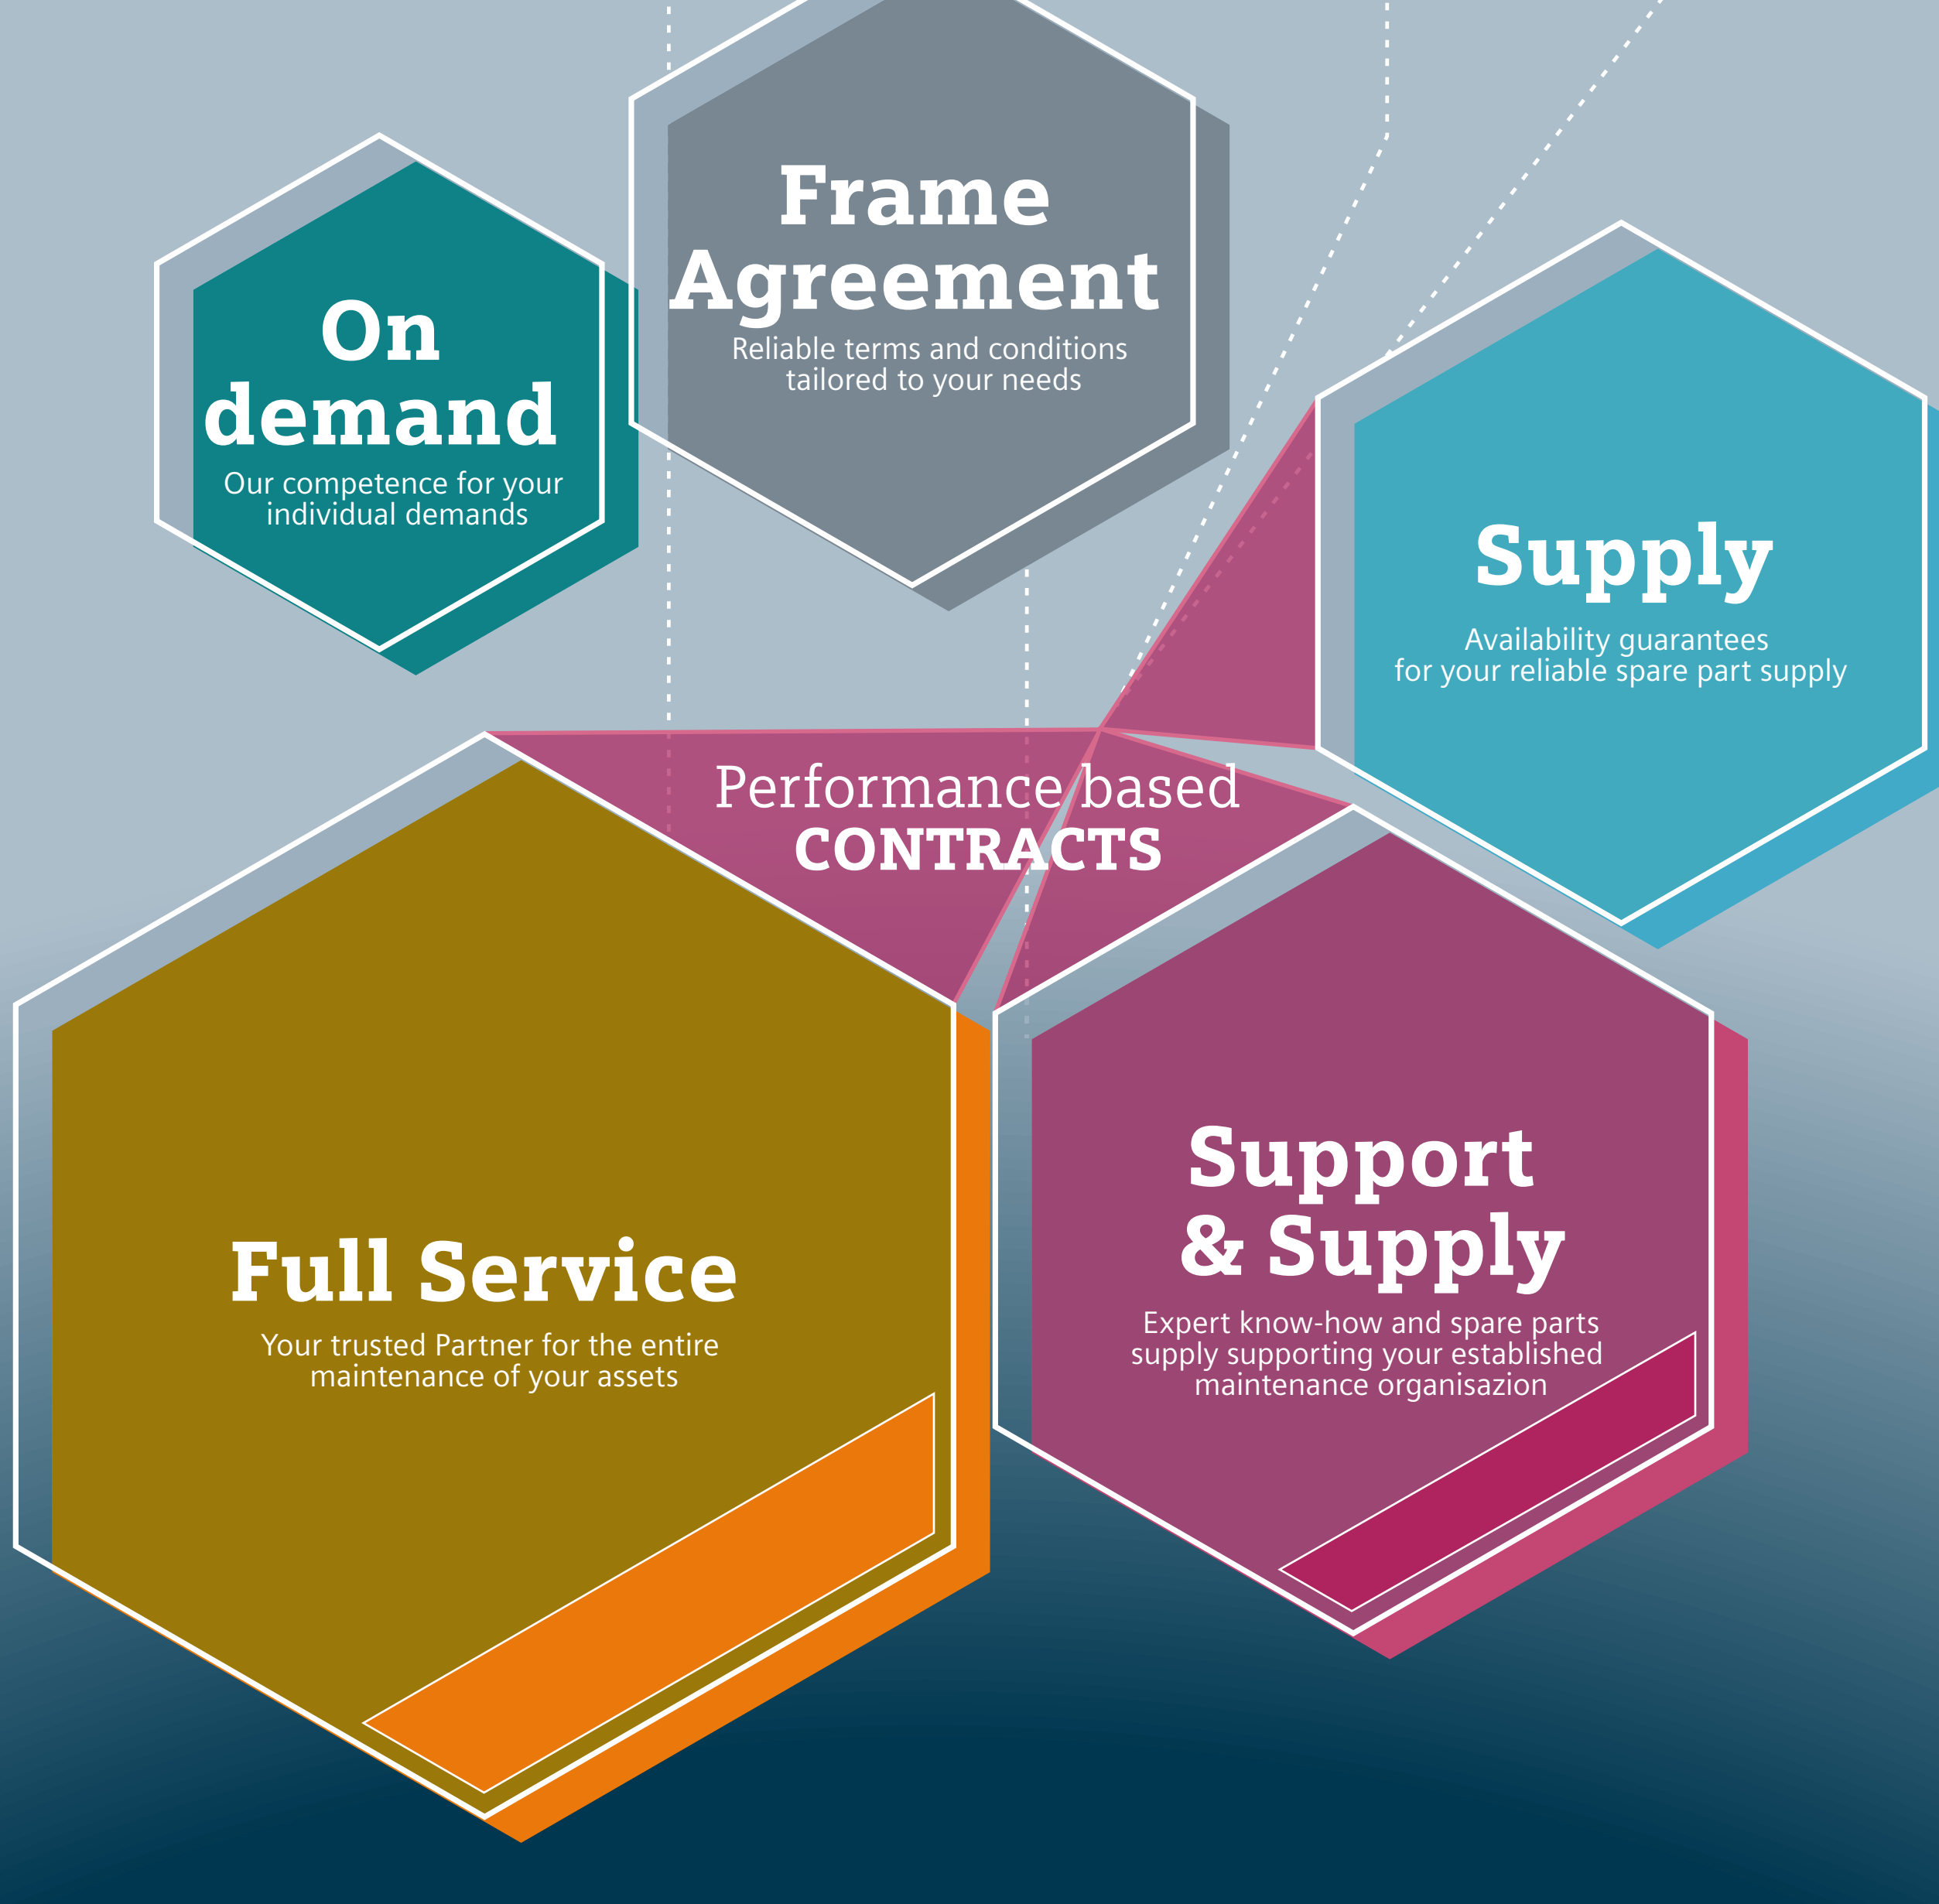 Frame
Agreement
Reliable terms and conditions
tailored to your needs
On
demand
Our competence for your
individual demands
Supply
Availability guarantees
for your reliable spare part supply
Performance based
CONTRACTS
Full Service
Your trusted Partner for the entire
maintenance of your assets
Support
& Supply
Expert know-how and spare parts
supply supporting your established
maintenance organisazion